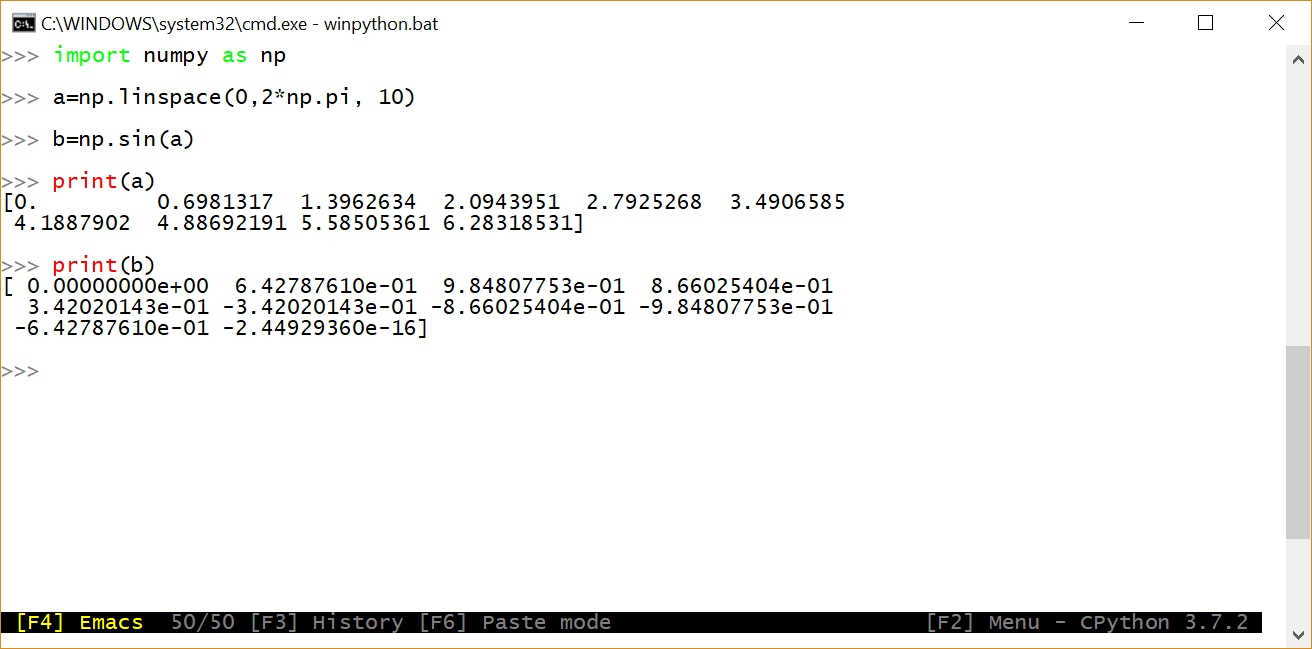 C:\WINDOWS\system32\cmd.exe - winpython.bat
>>> import numpy as np
>>> a=np.linspace(0,2*np.pi, 10)
>>> b=np.sin(a)
>>> print(a)
[0.         0.6981317  1.3962634  2.0943951  2.7925268  3.4906585
 4.1887902  4.88692191 5.58505361 6.28318531]
>>> print(b)
[ 0.00000000e+00  6.42787610e-01  9.84807753e-01  8.66025404e-01
  3.42020143e-01 -3.42020143e-01 -8.66025404e-01 -9.84807753e-01
 -6.42787610e-01 -2.44929360e-16]
>>>
[F4] Emacs  50/50 [F3] History [F6] Paste mode [F2] Menu - CPython 3.7.2